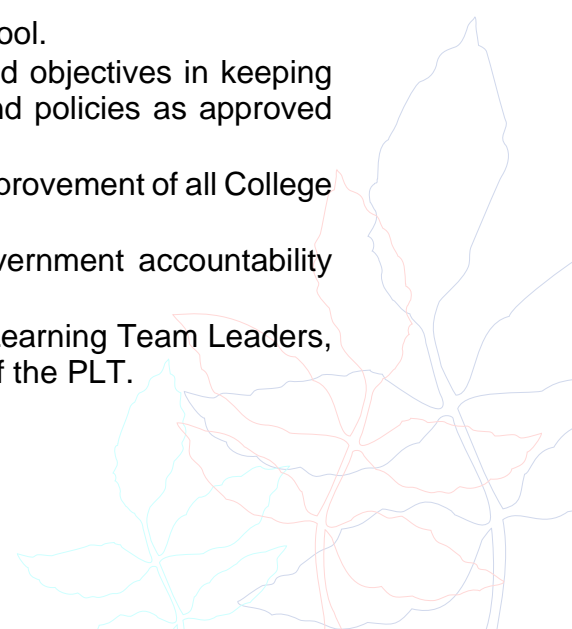 ool.
d objectives in keeping
nd policies as approved
provement of all College
vernment accountability
earning Team Leaders,
f the PLT.